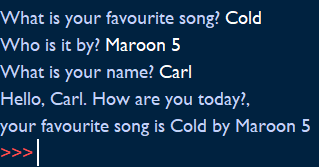 What is your favourite song? Cold
Who is it by? Maroon 5
What is your name? Carl
Hello, Carl. How are you today?,
your favourite song is Cold by Maroon 5
>>>